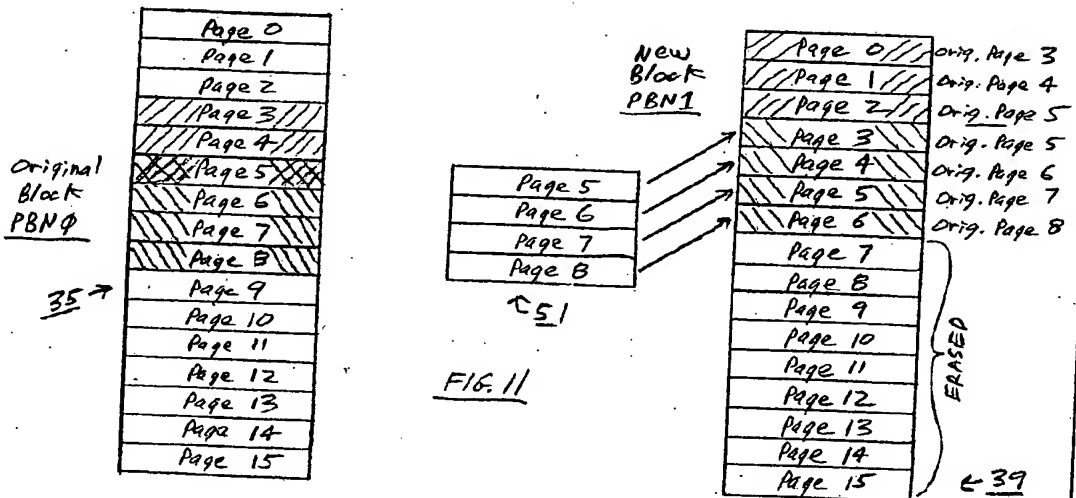 Page 0
Page 1
Page 2
Page 3
Page 4
Page 5
Page 6
Page 7
Page 8
Page 9
Page 10
Page 11
Page 12
Page 13
Page 14
Page 15
Original
Block
PBN0
35
Page 5
Page 6
Page 7
Page 8
51
FIG. 11
New
Block
PBN1
Page 0 Orig. Page 3
Page 1 Orig. Page 4
Page 2 Orig. Page 5
Page 3 Orig. Page 5
Page 4 Orig. Page 6
Page 5 Orig. Page 7
Page 6 Orig. Page 8
Page 7
Page 8
Page 9
Page 10
Page 11
Page 12
Page 13
Page 14
Page 15
ERASED
39